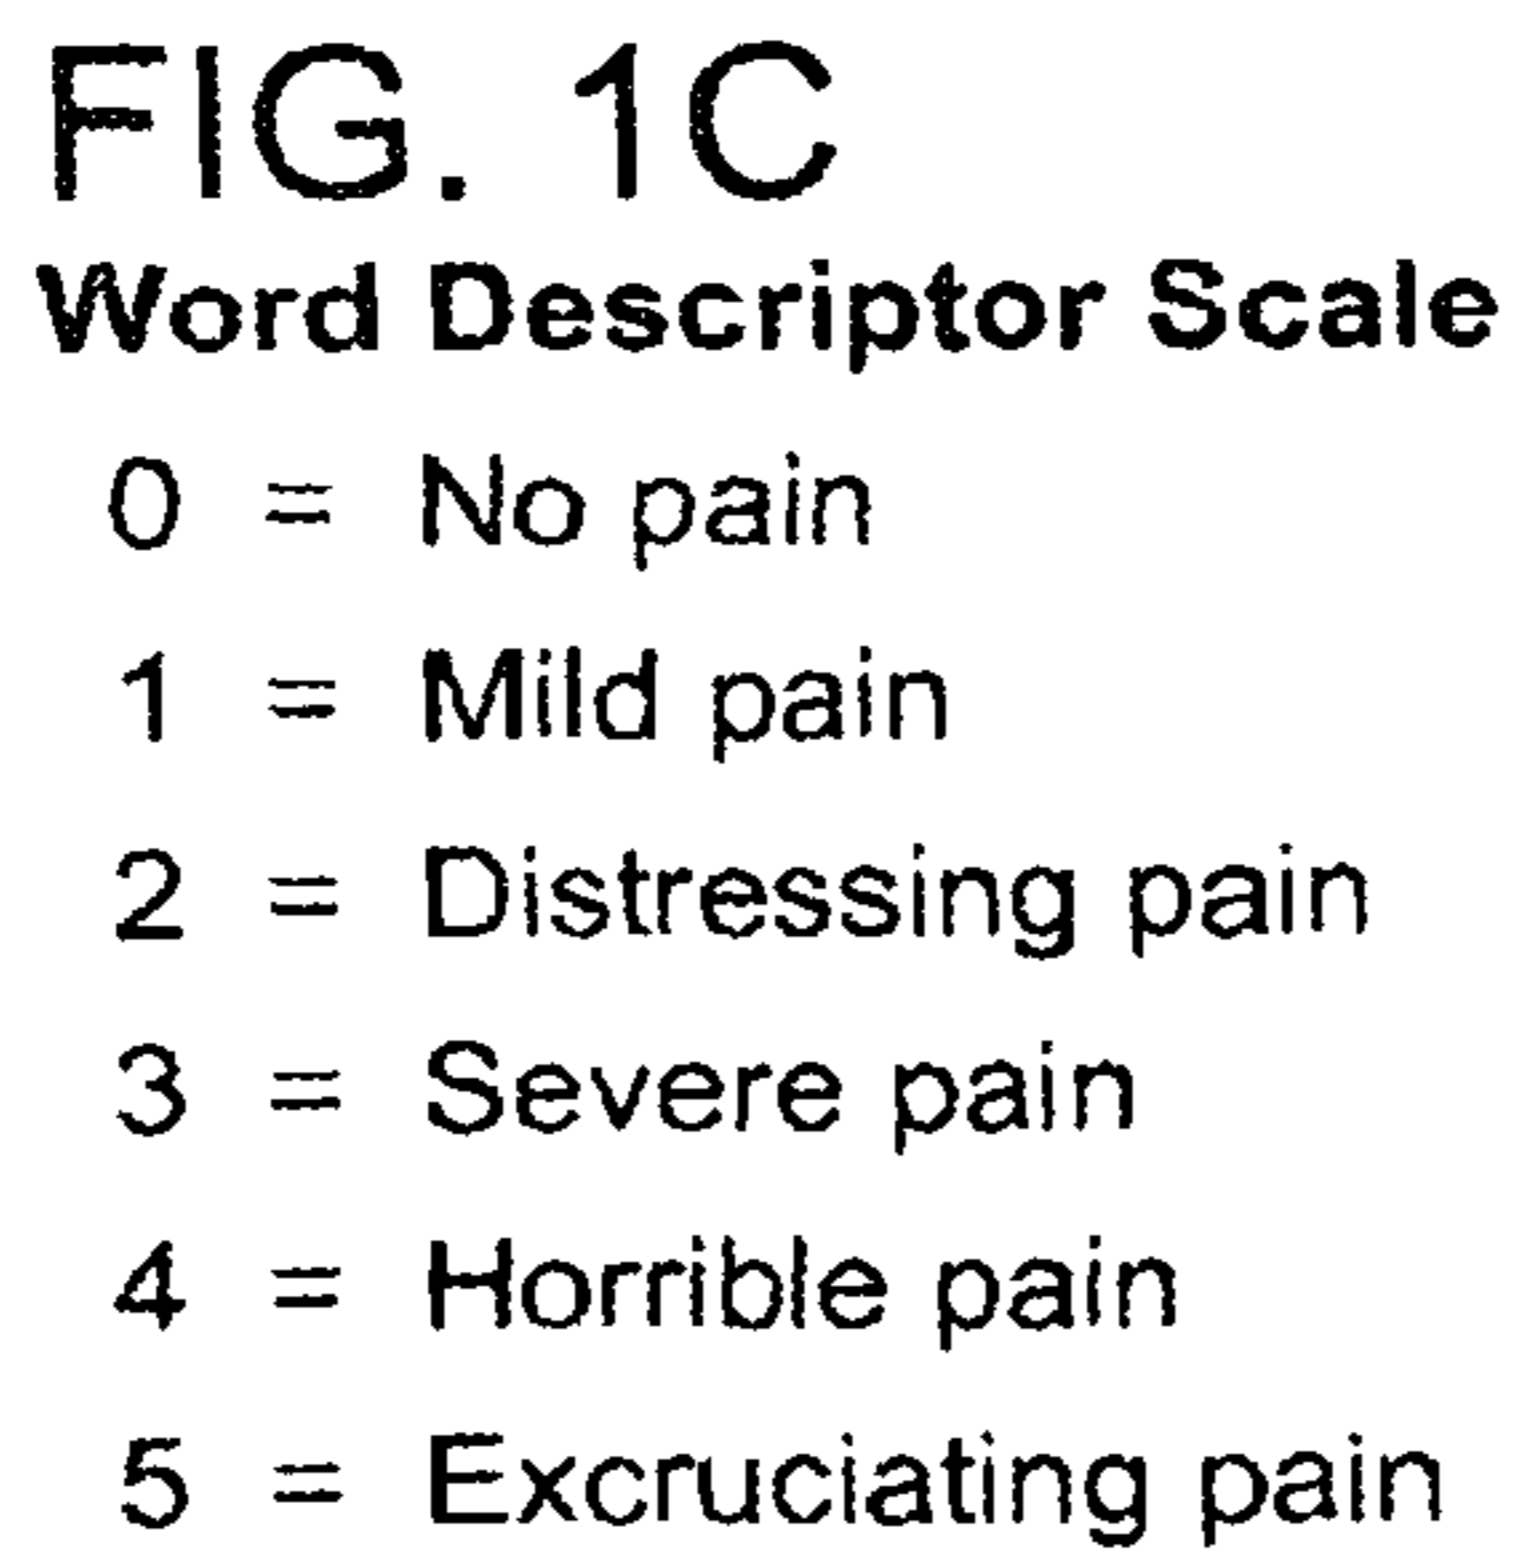 FIG. 1C
Word Descriptor Scale
0 = No pain
1 = Mild pain
2 = Distressing pain
3 = Severe pain
4 = Horrible pain
5 = Excruciating pain